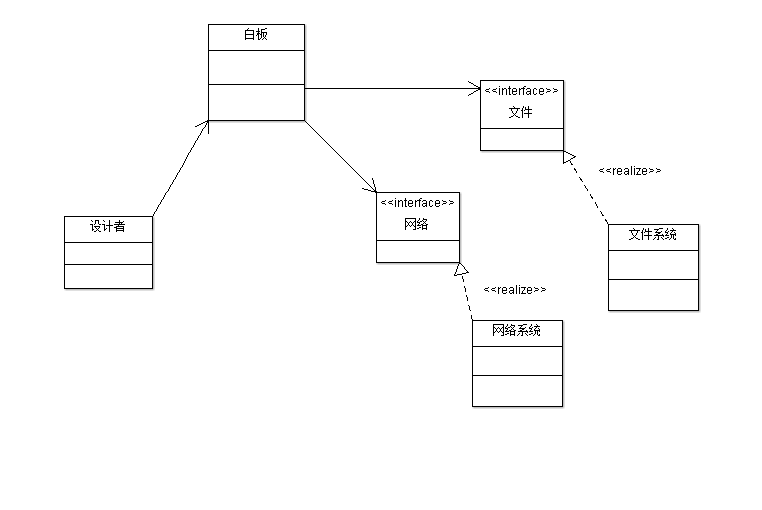 白板
<<interface>>
文件
<<realize>>
<<interface>>
网络
设计者
文件系统
<<realize>>
网络系统